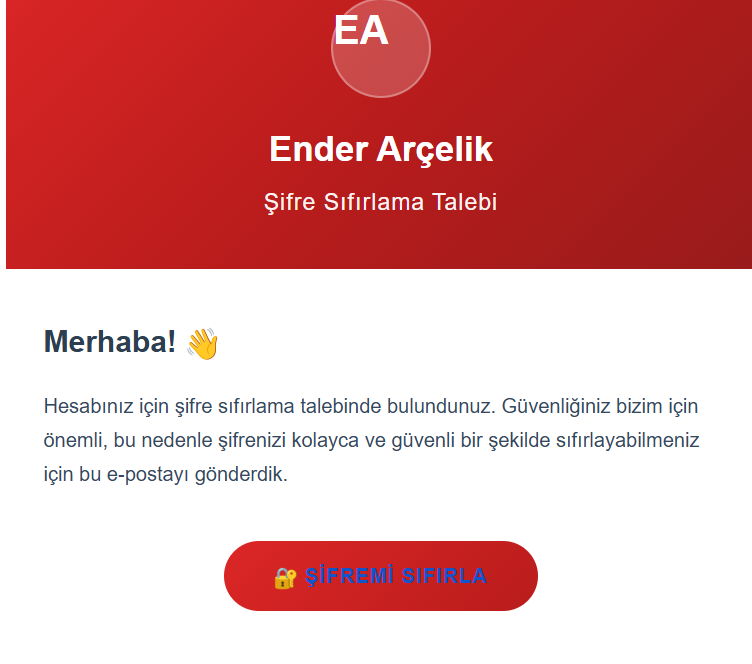 EA
Ender Arçelik
Şifre Sıfırlama Talebi
Merhaba! 👋
Hesabınız için şifre sıfırlama talebinde bulundunuz. Güvenliğiniz bizim için
önemli, bu nedenle şifrenizi kolayca ve güvenli bir şekilde sıfırlayabilmeniz
için bu e-postayı gönderdik.
🔐 ŞİFREMİ SIFIRLA